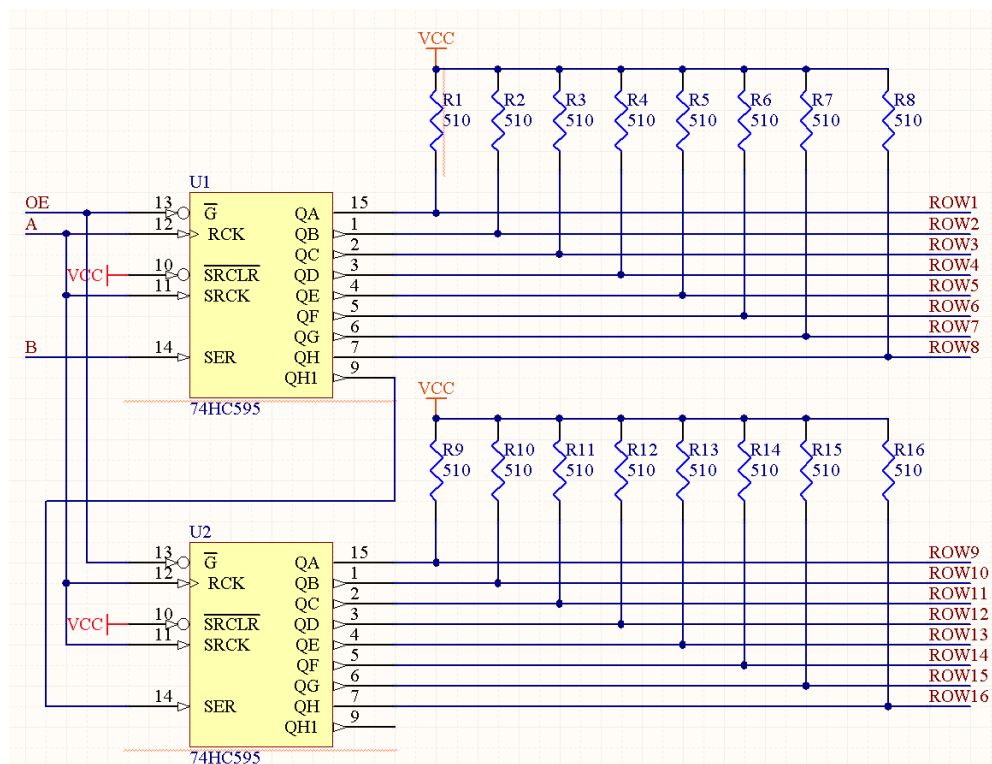 VCC
R1 R2 R3 R4 R5 R6 R7 R8
510 510 510 510 510 510 510 510
U1
OE 13 G QA 15 ROW1
A 12 RCK QB 1 ROW2
QC 2 ROW3
VCC 10 SRCLR QD 3 ROW4
11 SRCK QE 4 ROW5
QF 5 ROW6
QG 6 ROW7
B 14 SER QH 7 ROW8
QH1 9
74HC595
VCC
R9 R10 R11 R12 R13 R14 R15 R16
510 510 510 510 510 510 510 510
U2
13 G QA 15 ROW9
12 RCK QB 1 ROW10
QC 2 ROW11
VCC 10 SRCLR QD 3 ROW12
11 SRCK QE 4 ROW13
QF 5 ROW14
QG 6 ROW15
14 SER QH 7 ROW16
QH1 9
74HC595